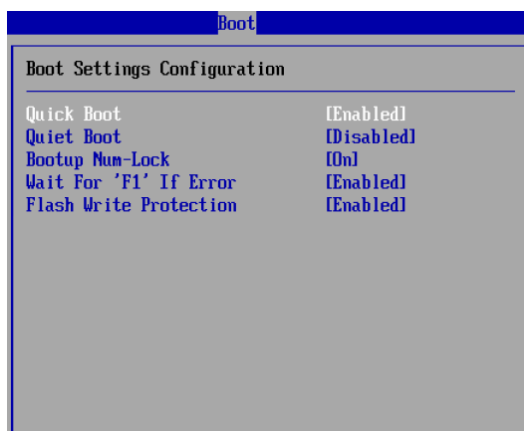 Boot
Boot Settings Configuration
Quick Boot [Enabled]
Quiet Boot [Disabled]
Bootup Num-Lock [On]
Wait For 'F1' If Error [Enabled]
Flash Write Protection [Enabled]